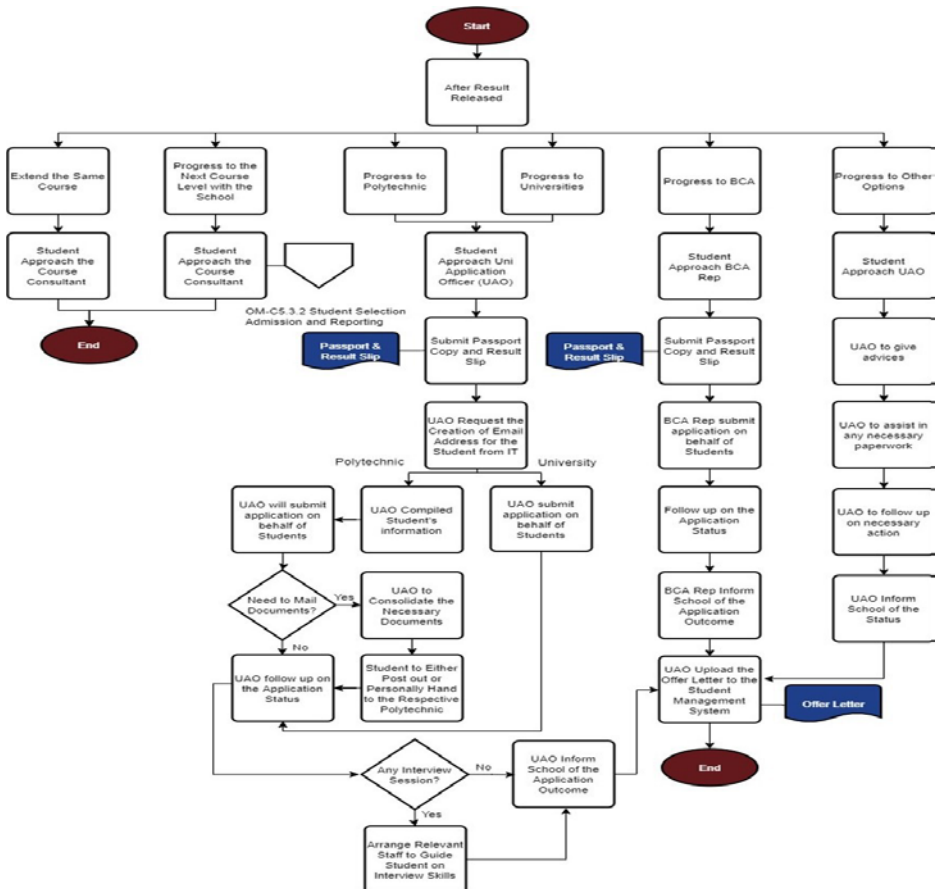 Start
After Result
Released
Extend the Same
Course
Progress to the
Next Course
Level with the
School
Progress to
Polytechnic
Progress to
Universities
Progress to BCA
Progress to Other
Options
Student
Approach the
Course
Consultant
Student
Approach the
Course
Consultant
Student
Approach Uni
Application
Officer (UAO)
Student
Approach BCA
Rep
Student
Approach UAO
OM-C5.3.2 Student Selection
Admission and Reporting
End
Passport &
Result Slip
Submit Passport
Copy and Result
Slip
Passport &
Result Slip
Submit Passport
Copy and Result
Slip
UAO to give
advices
UAO Request the
Creation of Email
Address for the
Student from IT
BCA Rep submit
application on
behalf of
Students
UAO to assist in
any necessary
paperwork
Polytechnic
University
UAO will submit
application on
behalf of
Students
UAO Compiled
Student's
information
UAO submit
application on
behalf of
Students
Follow up on the
Application
Status
UAO to follow up
on necessary
action
Need to Mail
Documents?
Yes
UAO to
Consolidate the
Necessary
Documents
BCA Rep Inform
School of the
Application
Outcome
UAO Inform
School of the
Status
No
UAO follow up on
the Application
Status
Student to Either
Post out or
Personally Hand
to the Respective
Polytechnic
UAO Upload the
Offer Letter to the
Student
Management
System
Offer Letter
Any Interview
Session?
No
UAO Inform
School of the
Application
Outcome
End
Yes
Arrange Relevant
Staff to Guide
Student on
Interview Skills